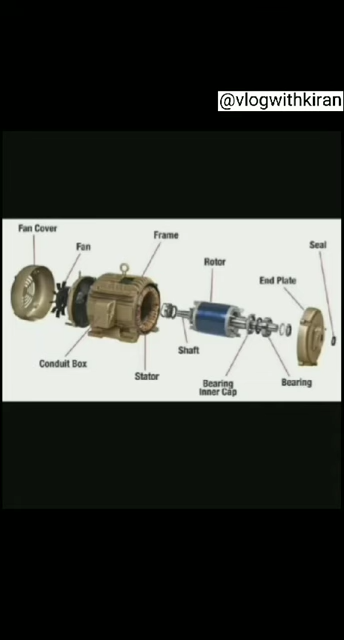 @vlogwithkiran
Fan Cover
Fan
Frame
Rotor
Seal
End Plate
Conduit Box
Stator
Shaft
Bearing
Inner Cap
Bearing